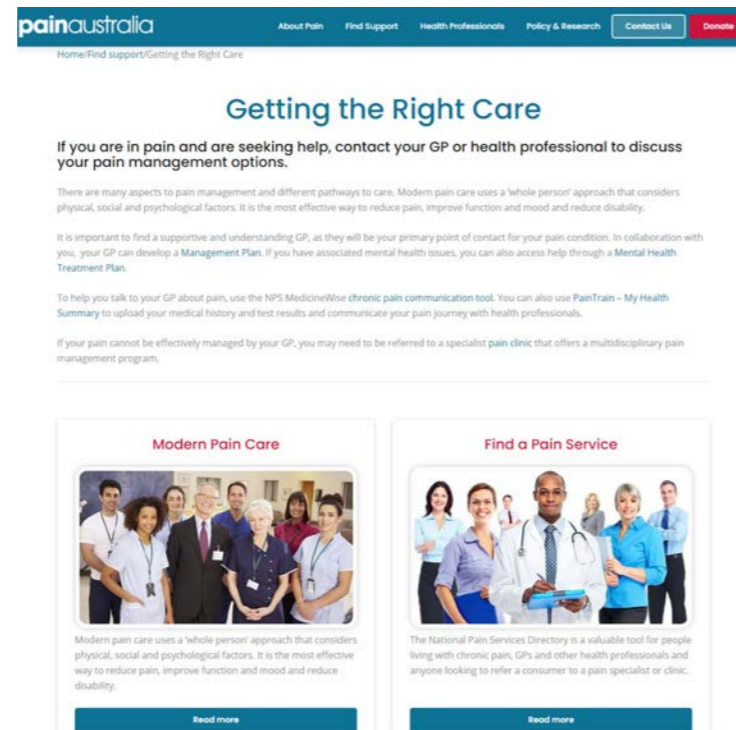 painaustralia
About Pain Find Support Health Professionals Policy & Research Contact Us Donate
Home/Find support/Getting the Right Care
Getting the Right Care
If you are in pain and are seeking help, contact your GP or health professional to discuss
your pain management options.
There are many aspects to pain management and different pathways to care. Modern pain care uses a 'whole person' approach that considers
physical, social and psychological factors. It is the most effective way to reduce pain, improve function and mood and reduce disability.
It is important to find a supportive and understanding GP, as they will be your primary point of contact for your pain condition. In collaboration with
you, your GP can develop a Management Plan. If you have associated mental health issues, you can also access help through a Mental Health
Treatment Plan.
To help you talk to your GP about pain, use the NPS MedicineWise chronic pain communication tool. You can also use PainTrain – My Health
Summary to upload your medical history and test results and communicate your pain journey with health professionals.
If your pain cannot be effectively managed by your GP, you may need to be referred to a specialist pain clinic that offers a multidisciplinary pain
management program.
Modern Pain Care
Modern pain care uses a 'whole person' approach that considers
physical, social and psychological factors. It is the most effective
way to reduce pain, improve function and mood and reduce
disability.
Read more
Find a Pain Service
The National Pain Services Directory is a valuable tool for people
living with chronic pain, GPs and other health professionals and
anyone looking to refer a consumer to a pain specialist or clinic.
Read more